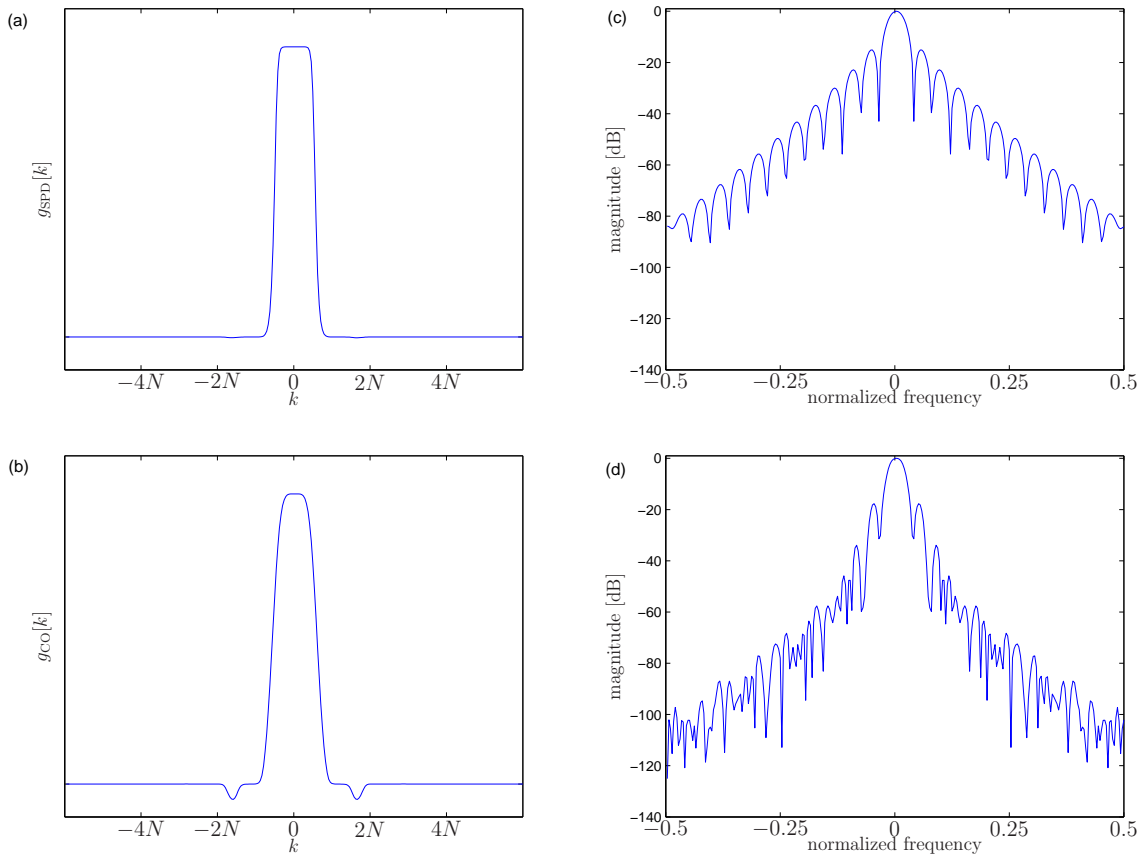 (a)
g_SPD[k]
−4N −2N 0 2N 4N
k
(c)
magnitude [dB]
0
−20
−40
−60
−80
−100
−120
−140
−0.5 −0.25 0 0.25 0.5
normalized frequency
(b)
g_CO[k]
−4N −2N 0 2N 4N
k
(d)
magnitude [dB]
0
−20
−40
−60
−80
−100
−120
−140
−0.5 −0.25 0 0.25 0.5
normalized frequency